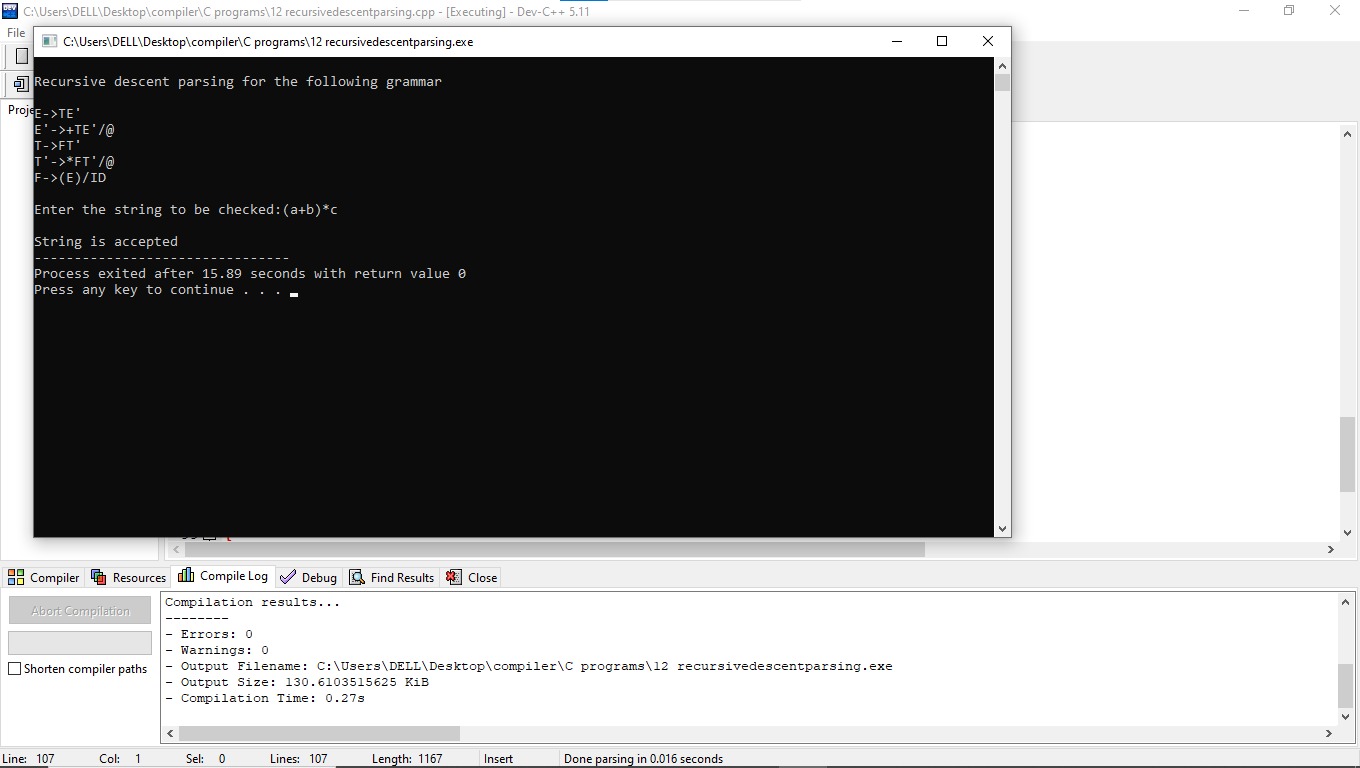 C:\Users\DELL\Desktop\compiler\C programs\12 recursivedescentparsing.cpp - [Executing] - Dev-C++ 5.11
File
C:\Users\DELL\Desktop\compiler\C programs\12 recursivedescentparsing.exe
Recursive descent parsing for the following grammar
Proje
E->TE'
E'->+TE'/@
T->FT'
T'->*FT'/@
F->(E)/ID
Enter the string to be checked:(a+b)*c
String is accepted
--------------------------------
Process exited after 15.89 seconds with return value 0
Press any key to continue . . .
Compiler Resources Compile Log Debug Find Results Close
Abort Compilation
Shorten compiler paths
Compilation results...
--------
- Errors: 0
- Warnings: 0
- Output Filename: C:\Users\DELL\Desktop\compiler\C programs\12 recursivedescentparsing.exe
- Output Size: 130.6103515625 KiB
- Compilation Time: 0.27s
Line: 107 Col: 1 Sel: 0 Lines: 107 Length: 1167 Insert Done parsing in 0.016 seconds